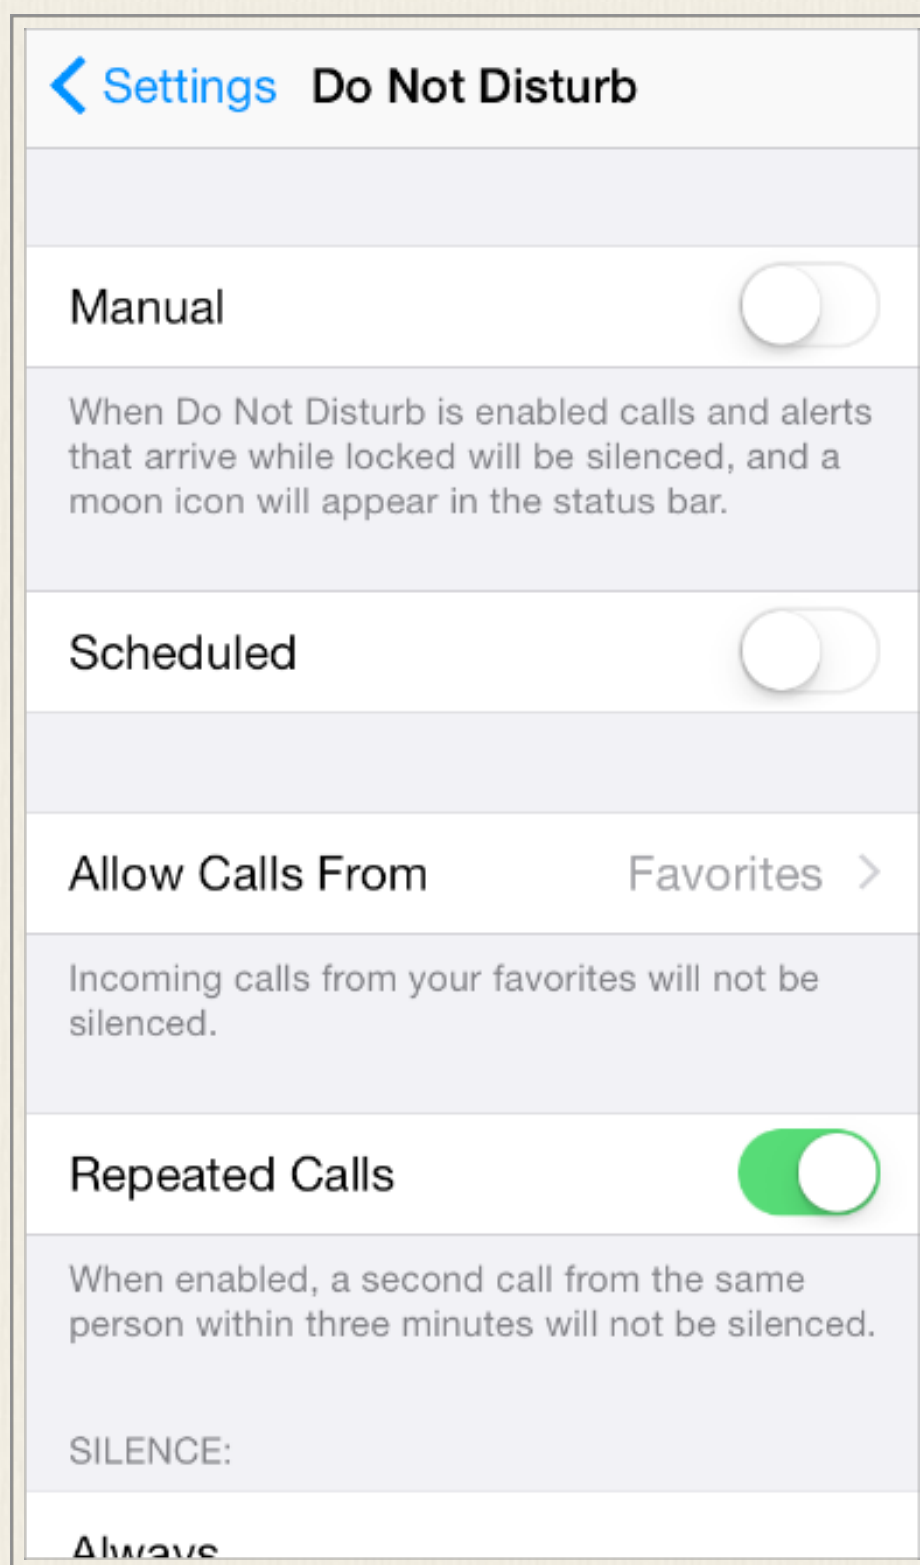 Settings Do Not Disturb
Manual
When Do Not Disturb is enabled calls and alerts
that arrive while locked will be silenced, and a
moon icon will appear in the status bar.
Scheduled
Allow Calls From Favorites
Incoming calls from your favorites will not be
silenced.
Repeated Calls
When enabled, a second call from the same
person within three minutes will not be silenced.
SILENCE:
Always